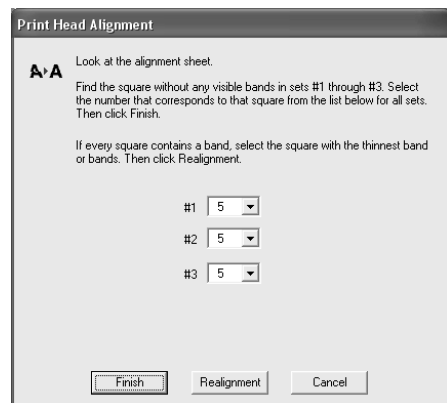 Print Head Alignment
A A
Look at the alignment sheet.
Find the square without any visible bands in sets #1 through #3. Select
the number that corresponds to that square from the list below for all sets.
Then click Finish.
If every square contains a band, select the square with the thinnest band
or bands. Then click Realignment.
#1 5
#2 5
#3 5
Finish Realignment Cancel